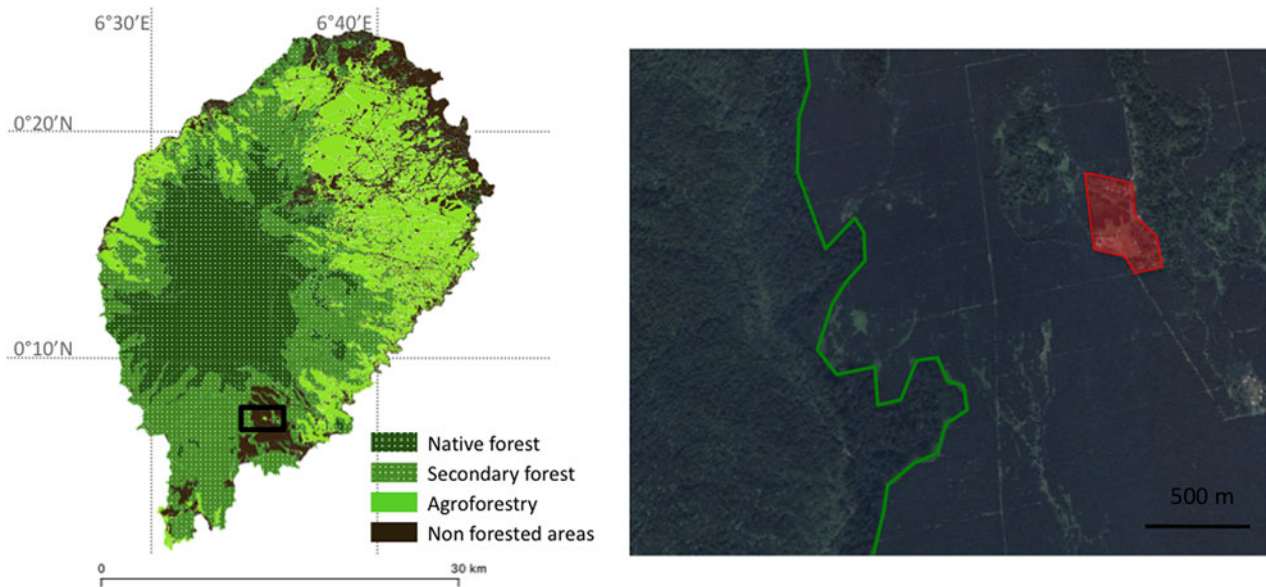 6°30′E 6°40′E
0°20′N
0°10′N
Native forest
Secondary forest
Agroforestry
Non forested areas
0 30 km
500 m